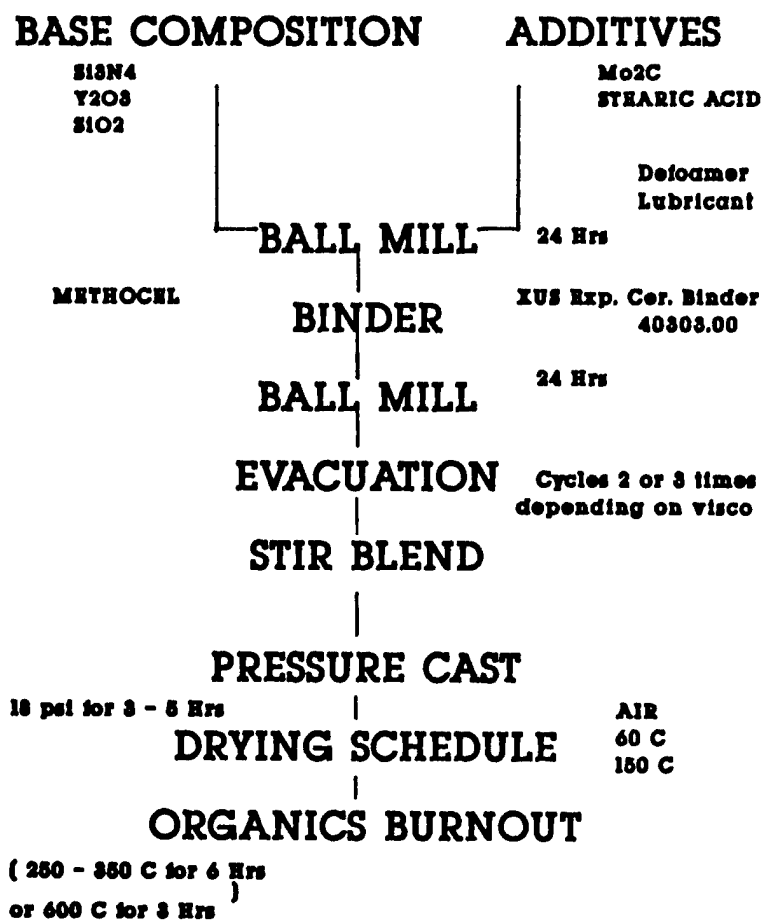 BASE COMPOSITION ADDITIVES
Si3N4
Y2O3
SiO2
Mo2C
STEARIC ACID
Defoamer
Lubricant
BALL MILL 24 Hrs
METHOCEL
BINDER
XUS Exp. Cer. Binder
40303.00
BALL MILL 24 Hrs
EVACUATION
Cycles 2 or 3 times
depending on visco
STIR BLEND
PRESSURE CAST
18 psi for 3 - 5 Hrs
DRYING SCHEDULE
AIR
60 C
150 C
ORGANICS BURNOUT
( 250 - 350 C for 6 Hrs
)
or 600 C for 3 Hrs